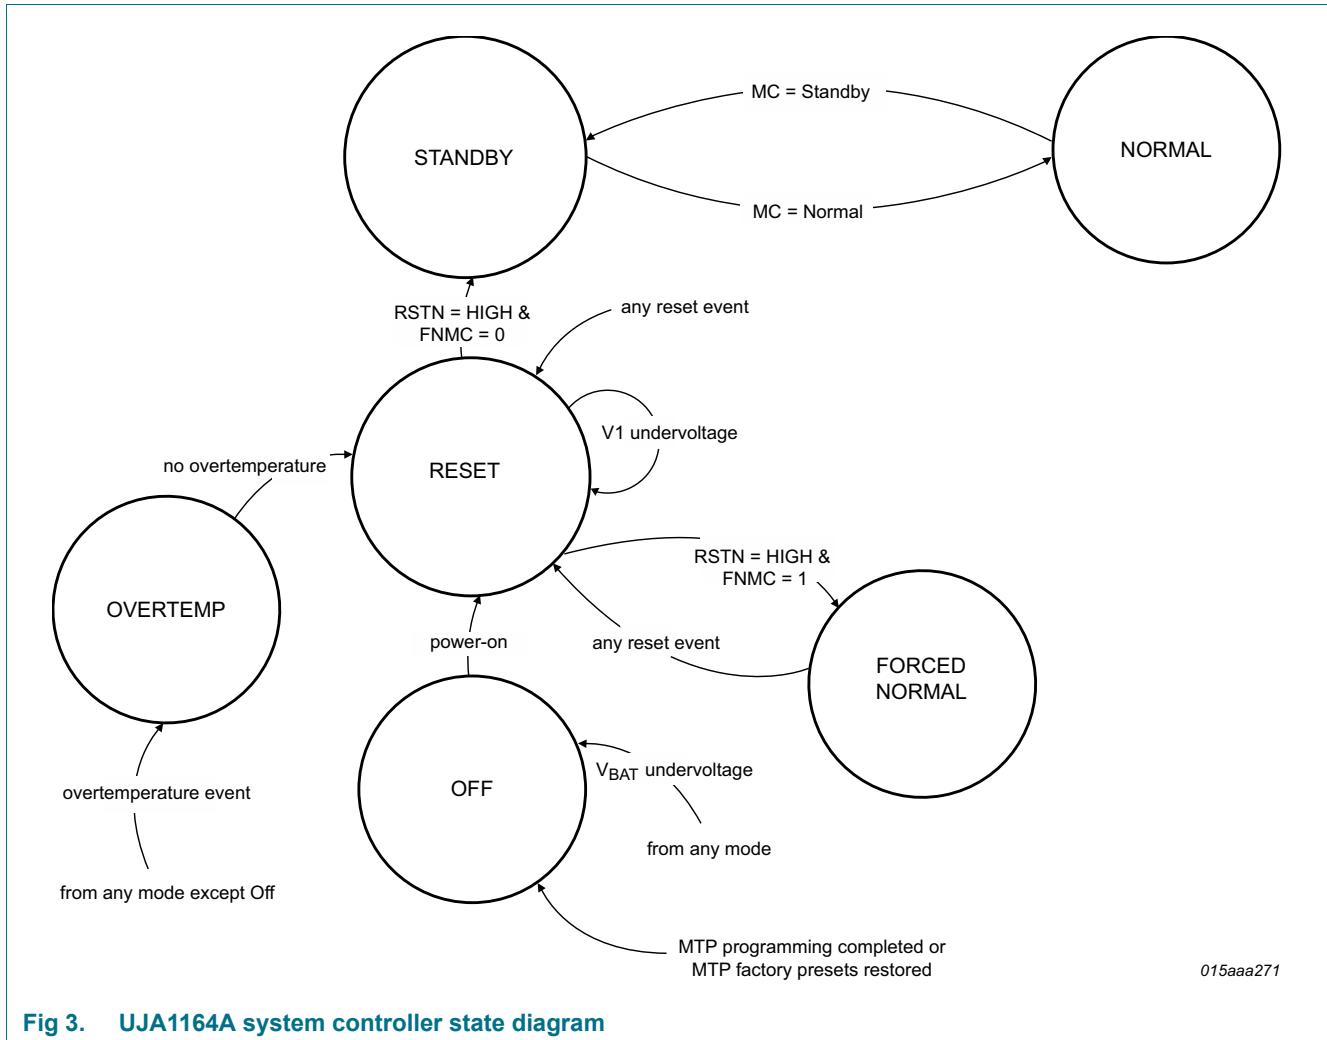 MC = Standby
STANDBY
NORMAL
MC = Normal
RSTN = HIGH &
FNMC = 0
any reset event
V1 undervoltage
no overtemperature
RESET
RSTN = HIGH &
FNMC = 1
OVERTEMP
power-on
any reset event
FORCED
NORMAL
VBAT undervoltage
OFF
overtemperature event
from any mode
from any mode except Off
MTP programming completed or
MTP factory presets restored
015aaa271
Fig 3. UJA1164A system controller state diagram